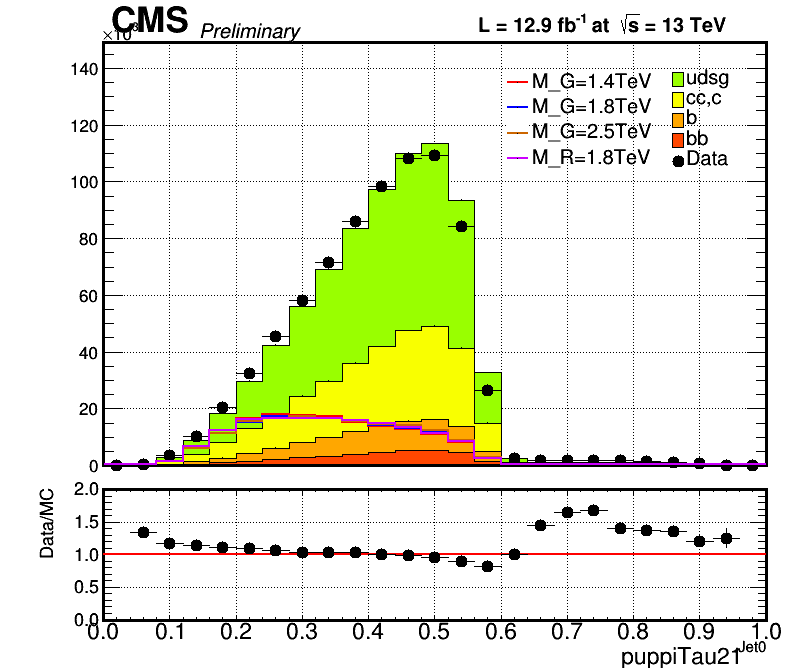 CMS Preliminary L = 12.9 fb⁻¹ at √s = 13 TeV
×10³
140
120
100
80
60
40
20
0
M_G=1.4TeV
M_G=1.8TeV
M_G=2.5TeV
M_R=1.8TeV
udsg
cc,c
b
bb
Data
Data/MC
2.0
1.5
1.0
0.5
0.0
0.0 0.1 0.2 0.3 0.4 0.5 0.6 0.7 0.8 0.9 1.0
puppiTau21^Jet0